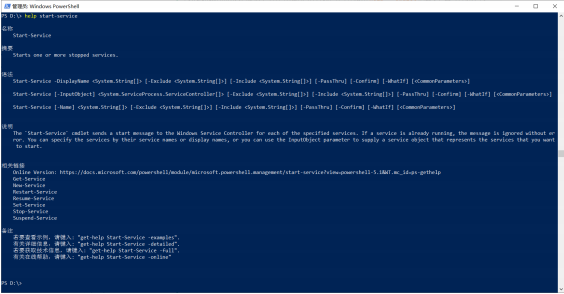 管理员: Windows PowerShell
PS D:\> help start-service
名称
Start-Service
摘要
Starts one or more stopped services.
语法
Start-Service -DisplayName <System.String[]> [-Exclude <System.String[]>] [-Include <System.String[]>] [-PassThru] [-Confirm] [-WhatIf] [<CommonParameters>]
Start-Service [-InputObject] <System.ServiceProcess.ServiceController[]> [-Exclude <System.String[]>] [-Include <System.String[]>] [-PassThru] [-Confirm] [-WhatIf] [<CommonParameters>]
Start-Service [-Name] <System.String[]> [-Exclude <System.String[]>] [-Include <System.String[]>] [-PassThru] [-Confirm] [-WhatIf] [<CommonParameters>]
说明
The `Start-Service` cmdlet sends a start message to the Windows Service Controller for each of the specified services. If a service is already running, the message is ignored without er
ror. You can specify the services by their service names or display names, or you can use the InputObject parameter to supply a service object that represents the services that you want
to start.
相关链接
Online Version: https://docs.microsoft.com/powershell/module/microsoft.powershell.management/start-service?view=powershell-5.1&WT.mc_id=ps-gethelp
Get-Service
New-Service
Restart-Service
Resume-Service
Set-Service
Stop-Service
Suspend-Service
备注
若要查看示例，请键入: "get-help Start-Service -examples".
有关详细信息，请键入: "get-help Start-Service -detailed".
若要获取技术信息，请键入: "get-help Start-Service -full".
有关在线帮助，请键入: "get-help Start-Service -online"
PS D:\>